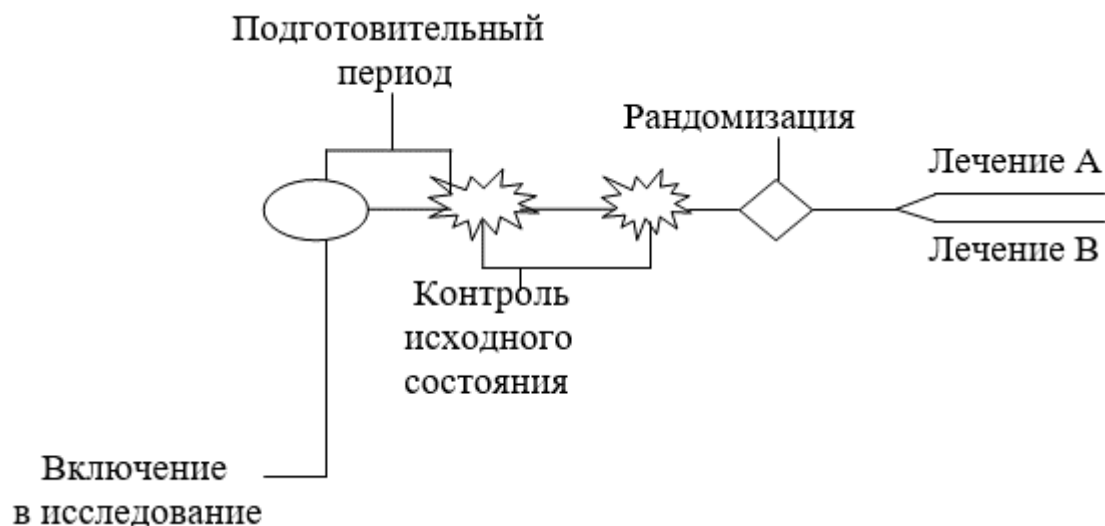 Подготовительный
период
Рандомизация
Лечение А
Лечение В
Контроль
исходного
состояния
Включение
в исследование